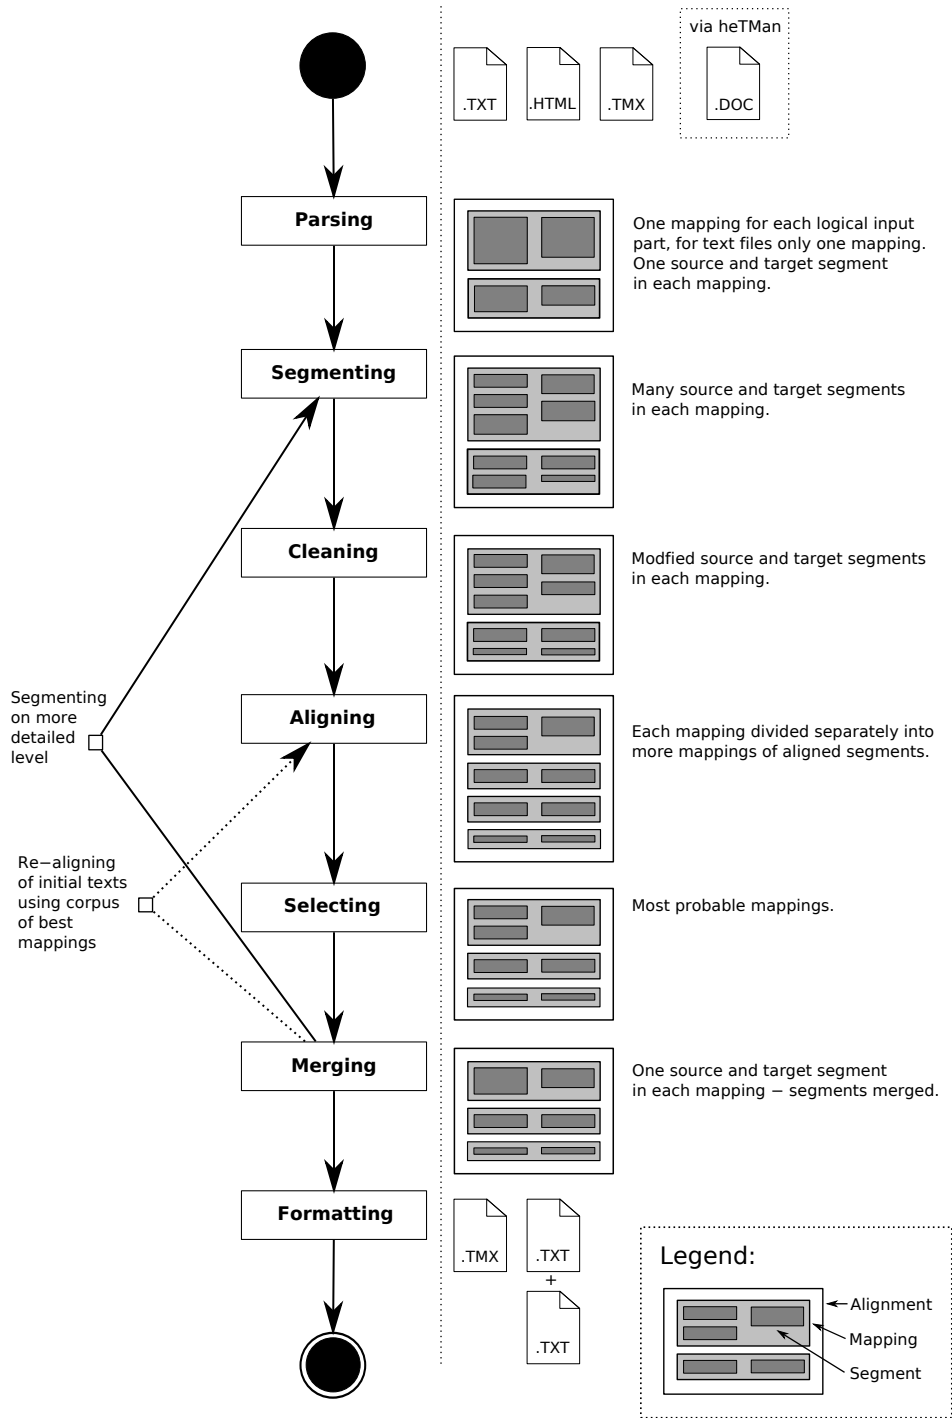 via heTMan
.TXT
.HTML
.TMX
.DOC
Parsing
One mapping for each logical input
part, for text files only one mapping.
One source and target segment
in each mapping.
Segmenting
Many source and target segments
in each mapping.
Cleaning
Modfied source and target segments
in each mapping.
Segmenting
on more
detailed
level
Aligning
Each mapping divided separately into
more mappings of aligned segments.
Re−aligning
of initial texts
using corpus
of best
mappings
Selecting
Most probable mappings.
Merging
One source and target segment
in each mapping − segments merged.
Formatting
.TMX
.TXT
+
.TXT
Legend:
Alignment
Mapping
Segment